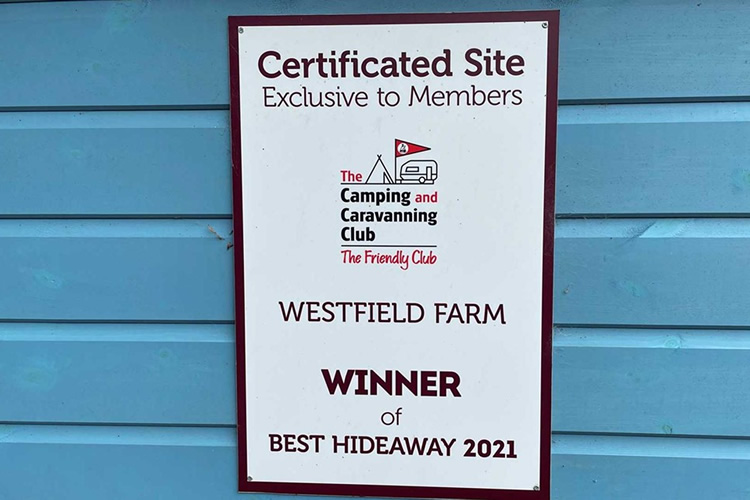 Certificated Site
Exclusive to Members
The
Camping and
Caravanning
Club
The Friendly Club
WESTFIELD FARM
WINNER
of
BEST HIDEAWAY 2021